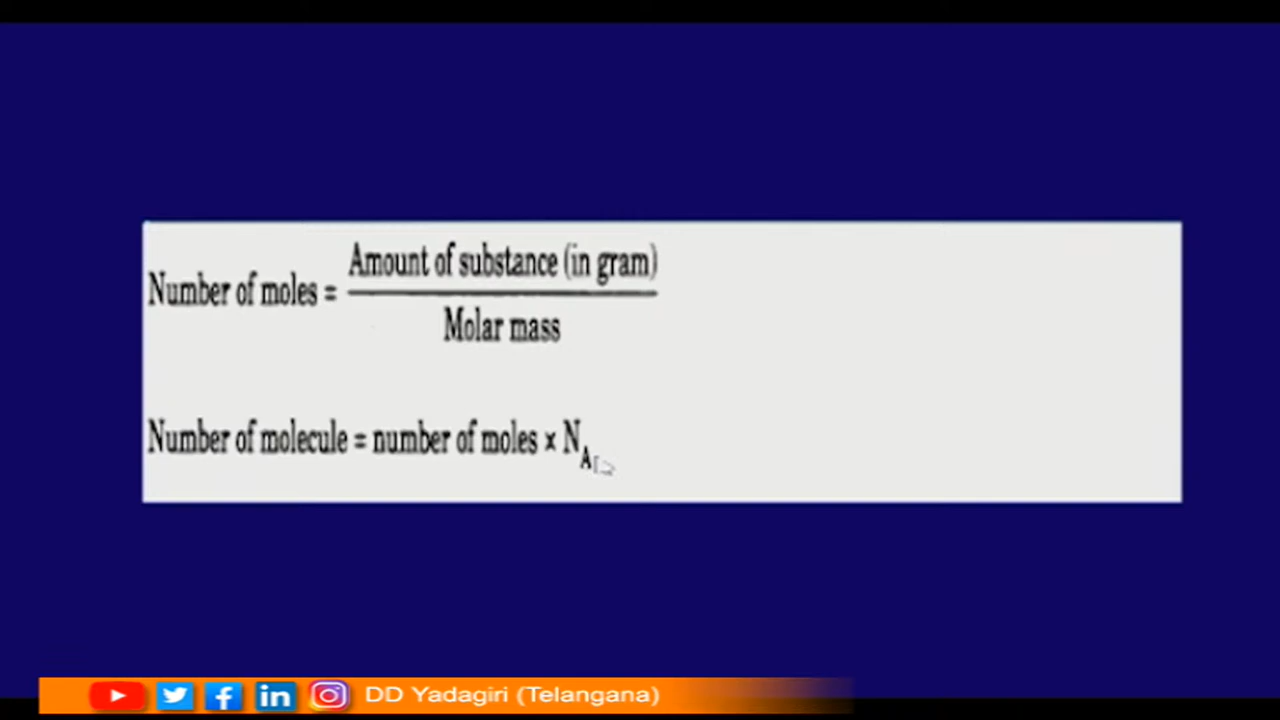 Number of moles = Amount of substance (in gram) / Molar mass
Number of molecule = number of moles × N_A
DD Yadagiri (Telangana)